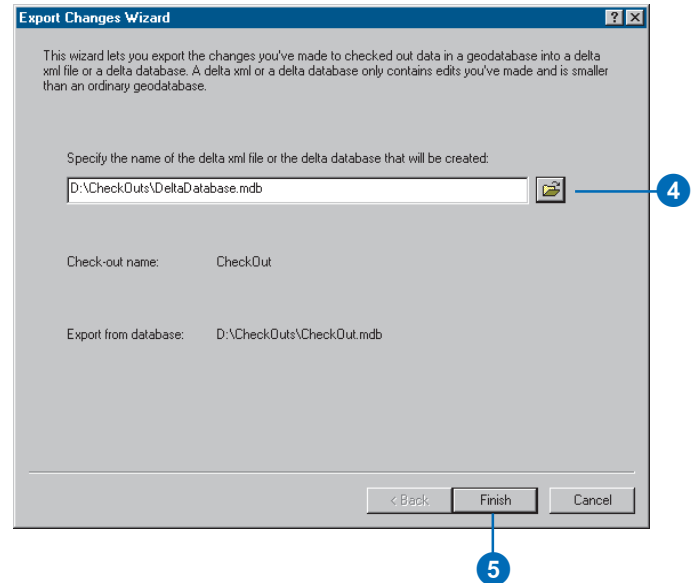 Export Changes Wizard
This wizard lets you export the changes you've made to checked out data in a geodatabase into a delta
xml file or a delta database. A delta xml or a delta database only contains edits you've made and is smaller
than an ordinary geodatabase.
Specify the name of the delta xml file or the delta database that will be created:
D:\CheckOuts\DeltaDatabase.mdb
4
Check-out name: CheckOut
Export from database: D:\CheckOuts\CheckOut.mdb
< Back Finish Cancel
5